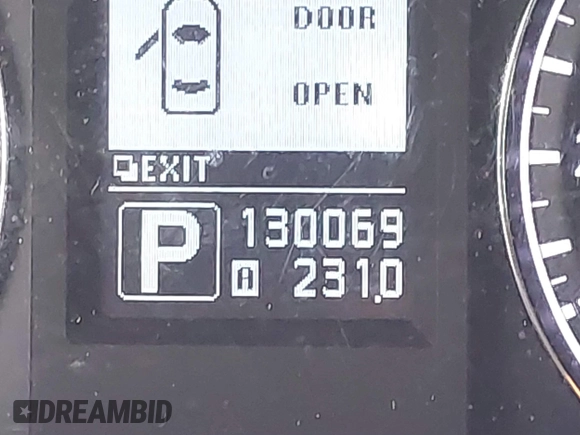 DOOR
OPEN
EXIT
P
130069
A 231.0
DREAMBID